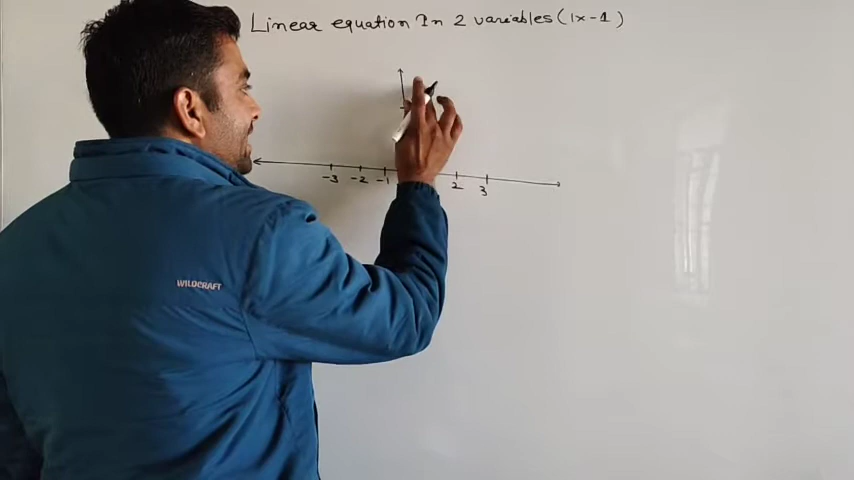 Linear equation In 2 variables (1x-1)
-3 -2 -1 2 3
WILDCRAFT